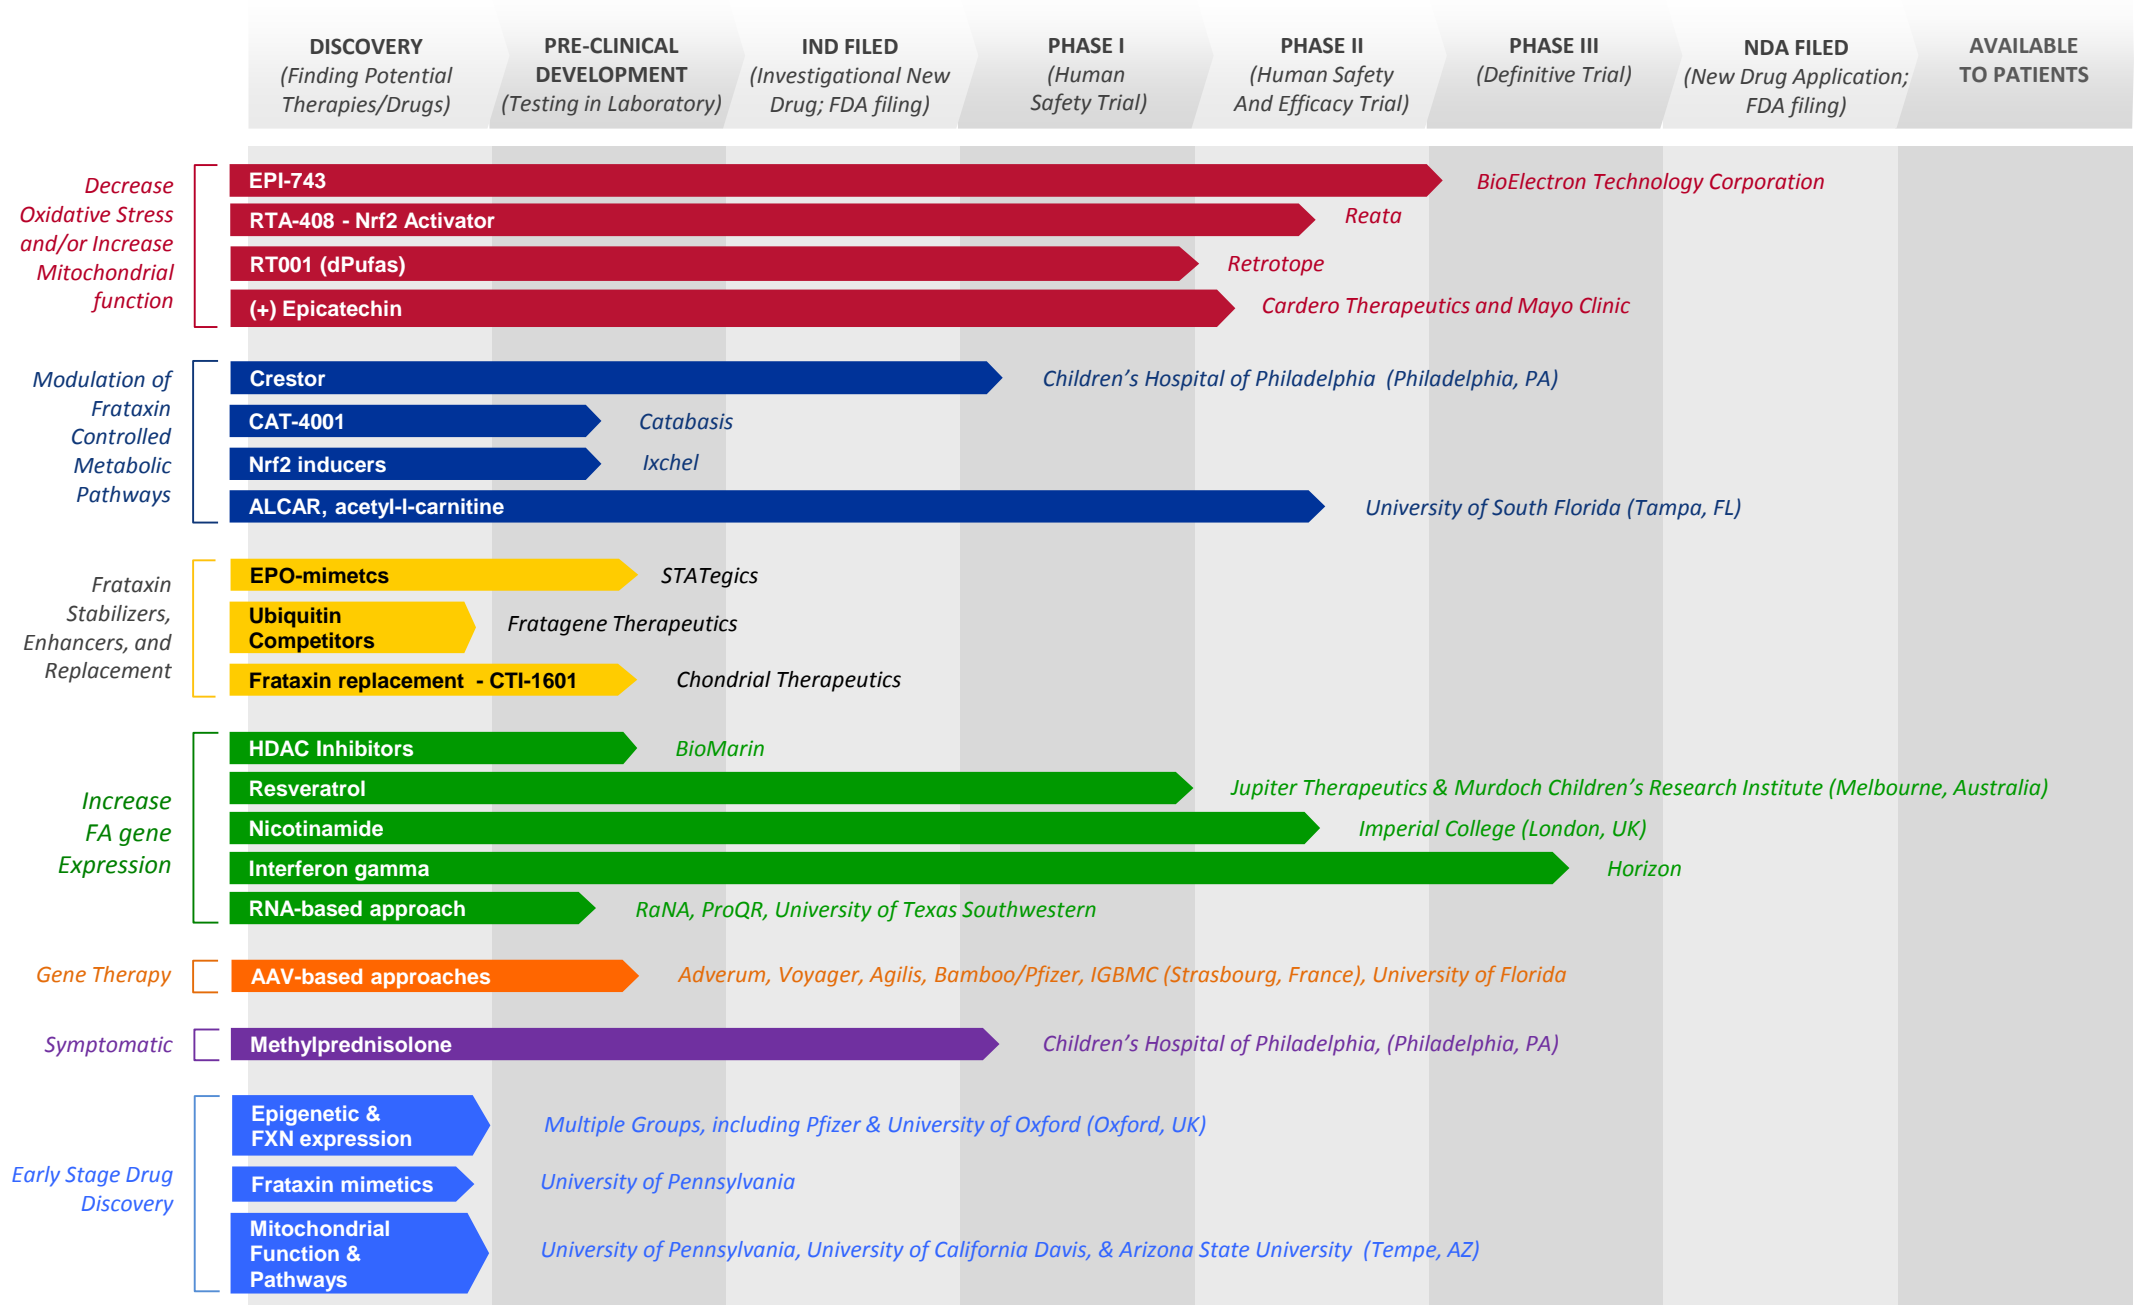 DISCOVERY
(Finding Potential
Therapies/Drugs)
PRE-CLINICAL
DEVELOPMENT
(Testing in Laboratory)
IND FILED
(Investigational New
Drug; FDA filing)
PHASE I
(Human
Safety Trial)
PHASE II
(Human Safety
And Efficacy Trial)
PHASE III
(Definitive Trial)
NDA FILED
(New Drug Application;
FDA filing)
AVAILABLE
TO PATIENTS
Decrease
Oxidative Stress
and/or Increase
Mitochondrial
function
EPI-743
BioElectron Technology Corporation
RTA-408 - Nrf2 Activator
Reata
RT001 (dPufas)
Retrotope
(+) Epicatechin
Cardero Therapeutics and Mayo Clinic
Modulation of
Frataxin
Controlled
Metabolic
Pathways
Crestor
Children's Hospital of Philadelphia (Philadelphia, PA)
CAT-4001
Catabasis
Nrf2 inducers
Ixchel
ALCAR, acetyl-l-carnitine
University of South Florida (Tampa, FL)
Frataxin
Stabilizers,
Enhancers, and
Replacement
EPO-mimetcs
STATegics
Ubiquitin
Competitors
Fratagene Therapeutics
Frataxin replacement - CTI-1601
Chondrial Therapeutics
Increase
FA gene
Expression
HDAC Inhibitors
BioMarin
Resveratrol
Jupiter Therapeutics & Murdoch Children's Research Institute (Melbourne, Australia)
Nicotinamide
Imperial College (London, UK)
Interferon gamma
Horizon
RNA-based approach
RaNA, ProQR, University of Texas Southwestern
Gene Therapy
AAV-based approaches
Adverum, Voyager, Agilis, Bamboo/Pfizer, IGBMC (Strasbourg, France), University of Florida
Symptomatic
Methylprednisolone
Children's Hospital of Philadelphia, (Philadelphia, PA)
Early Stage Drug
Discovery
Epigenetic &
FXN expression
Multiple Groups, including Pfizer & University of Oxford (Oxford, UK)
Frataxin mimetics
University of Pennsylvania
Mitochondrial
Function &
Pathways
University of Pennsylvania, University of California Davis, & Arizona State University (Tempe, AZ)